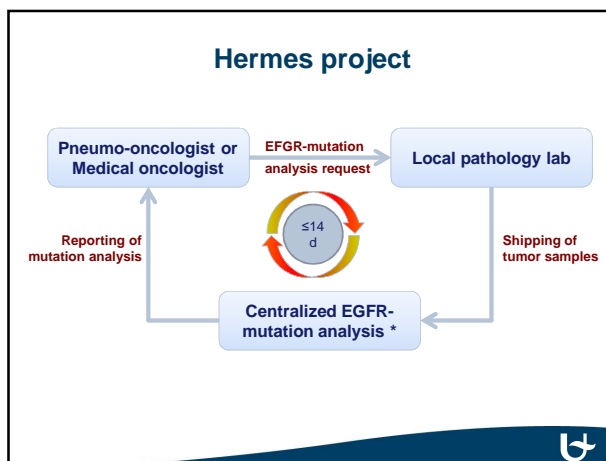 Hermes project
Pneumo-oncologist or
Medical oncologist
EFGR-mutation
analysis request
Local pathology lab
≤14
d
Reporting of
mutation analysis
Shipping of
tumor samples
Centralized EGFR-
mutation analysis *